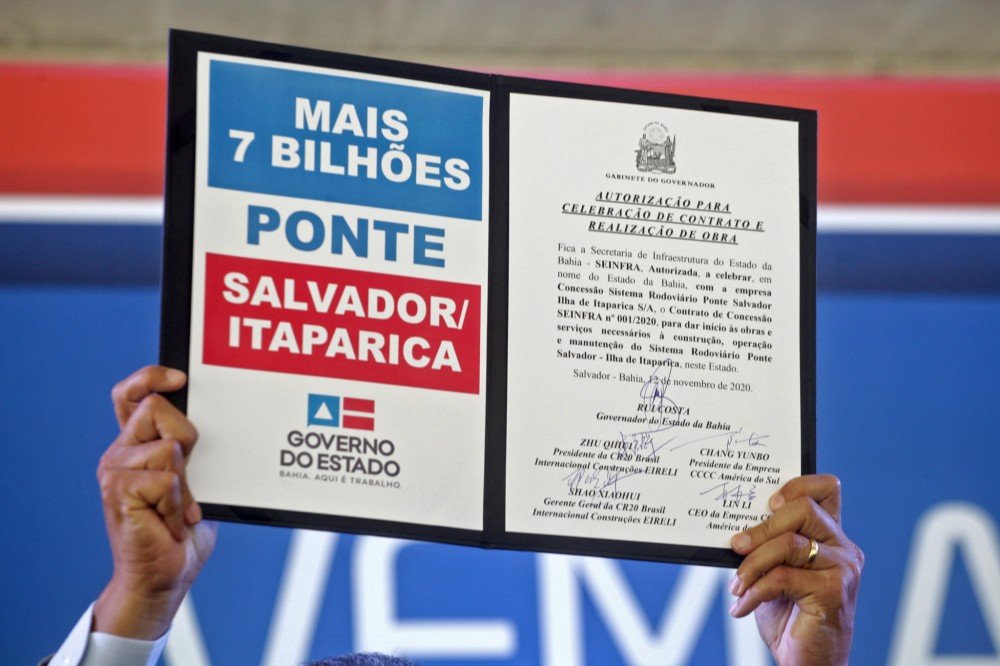 MAIS
7 BILHÕES
PONTE
SALVADOR/
ITAPARICA
GOVERNO
DO ESTADO
BAHIA. AQUI É TRABALHO.
GABINETE DO GOVERNADOR
AUTORIZAÇÃO PARA
CELEBRAÇÃO DE CONTRATO E
REALIZAÇÃO DE OBRA
Fica a Secretaria de Infraestrutura do Estado da
Bahia - SEINFRA, Autorizada, a celebrar, em
nome do Estado da Bahia, com a empresa
Concessão Sistema Rodoviário Ponte Salvador
Ilha de Itaparica S/A, o Contrato de Concessão
SEINFRA nº 001/2020, para dar início às obras e
serviços necessários à construção, operação
e manutenção do Sistema Rodoviário Ponte
Salvador - Ilha de Itaparica, neste Estado.
Salvador - Bahia, 12 de novembro de 2020.
RUI COSTA
Governador do Estado da Bahia
ZHU
Presidente da CR20 Brasil
Internacional Construções EIRELI
CHANG YUNBO
Presidente da Empresa
CCCC América do Sul
SHAO XIAOHUI
Gerente Geral da CR20 Brasil
Internacional Construções EIRELI
LIN LI
CEO da Empresa
América do